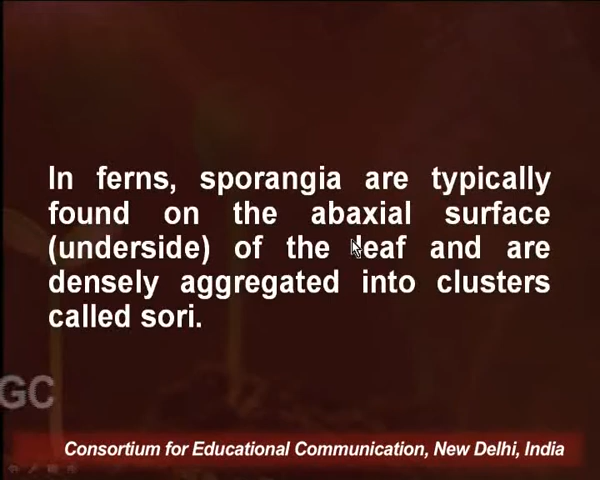 In ferns, sporangia are typically
found on the abaxial surface
(underside) of the leaf and are
densely aggregated into clusters
called sori.
GC
Consortium for Educational Communication, New Delhi, India